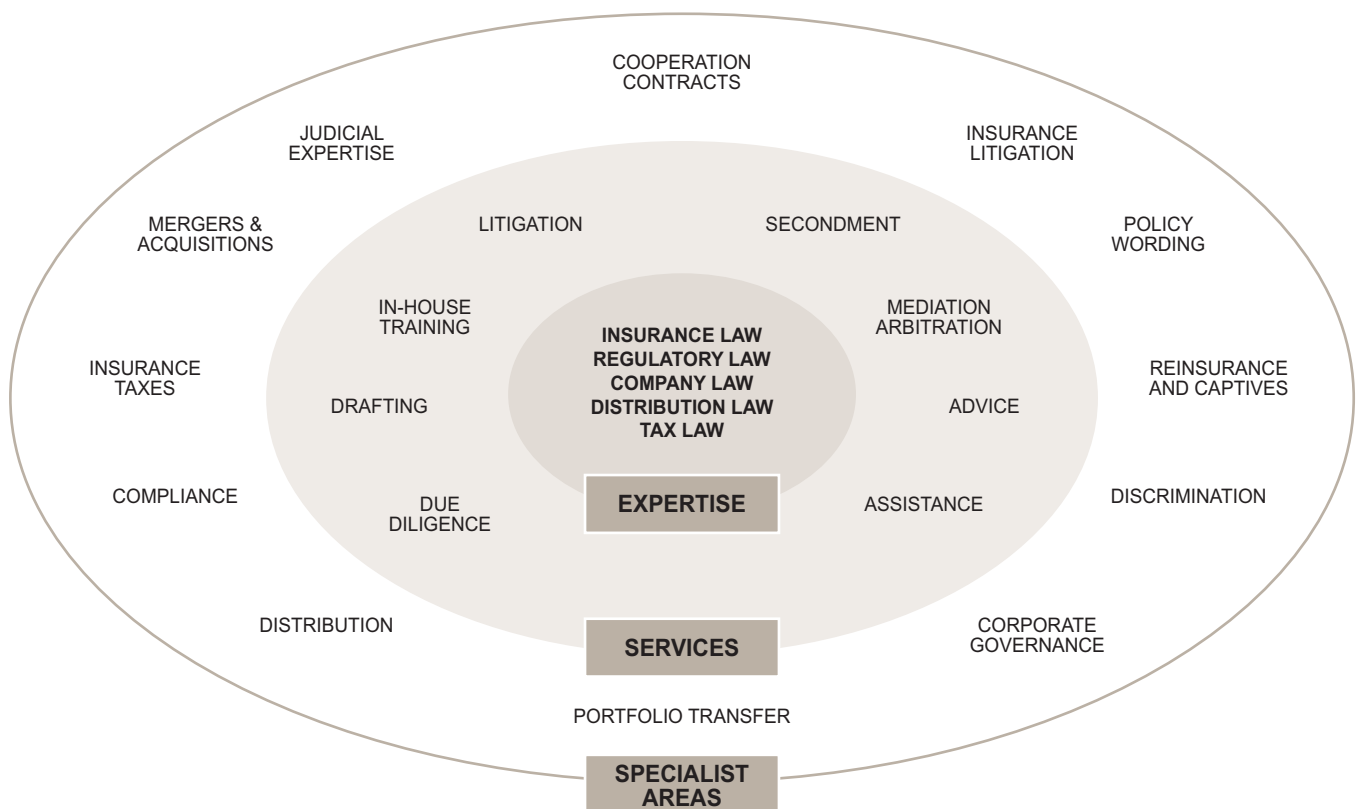 COOPERATION
CONTRACTS
JUDICIAL
EXPERTISE
INSURANCE
LITIGATION
MERGERS &
ACQUISITIONS
LITIGATION
SECONDMENT
POLICY
WORDING
IN-HOUSE
TRAINING
MEDIATION
ARBITRATION
INSURANCE LAW
REGULATORY LAW
COMPANY LAW
DISTRIBUTION LAW
TAX LAW
INSURANCE
TAXES
REINSURANCE
AND CAPTIVES
DRAFTING
ADVICE
COMPLIANCE
DUE
DILIGENCE
EXPERTISE
ASSISTANCE
DISCRIMINATION
DISTRIBUTION
SERVICES
CORPORATE
GOVERNANCE
PORTFOLIO TRANSFER
SPECIALIST
AREAS